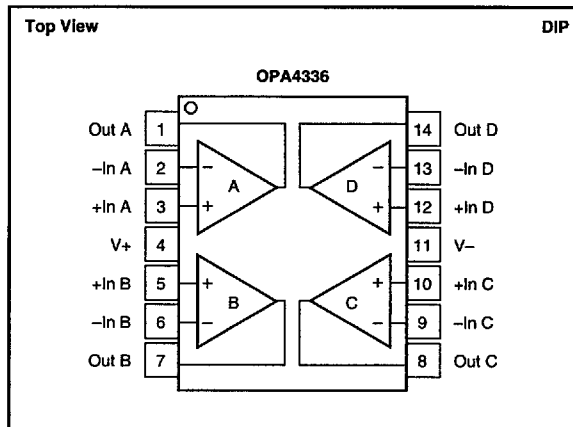 Top View DIP
OPA4336
Out A 1 14 Out D
–In A 2 – – 13 –In D
A D
+In A 3 + + 12 +In D
V+ 4 11 V–
+In B 5 + + 10 +In C
B C
–In B 6 – – 9 –In C
Out B 7 8 Out C